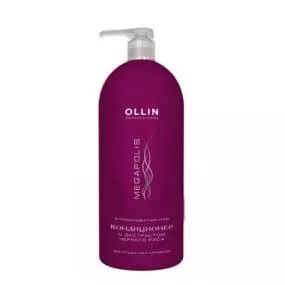 OLLIN
PROFESSIONAL
MEGAPOLIS
КОНДИЦИОНЕР
С ЭКСТРАКТОМ
ЧЕРНОГО РИСА